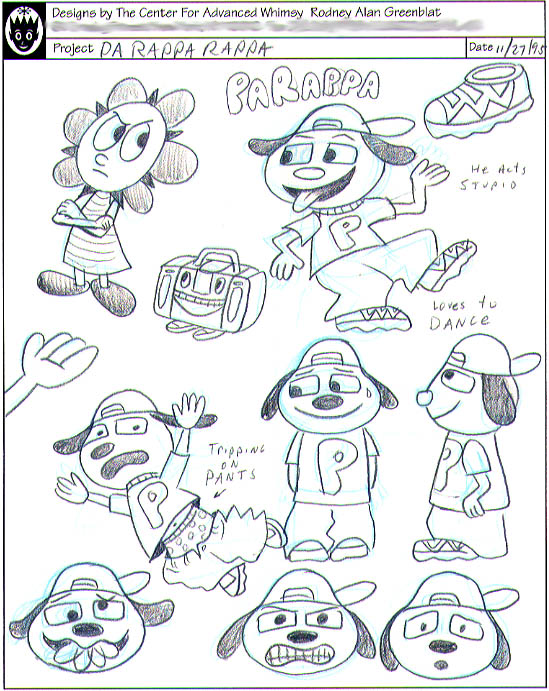 Designs by The Center For Advanced Whimsy Rodney Alan Greenblat
Project PA RAPPA RAPPA
Date 11/27/95
PARAPPA
HE ACTS
STUPID
P
LOVES TO
DANCE
TRIPPING
ON
PANTS
P
P
P